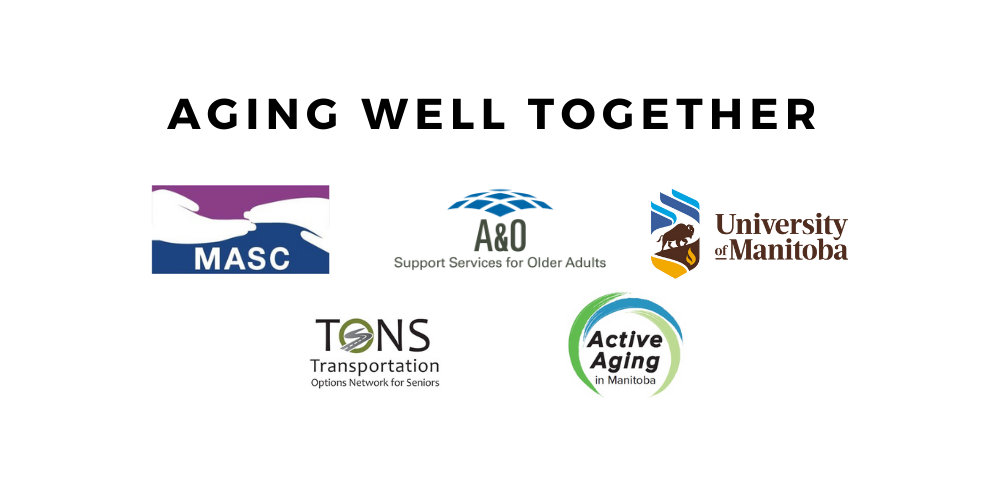 AGING WELL TOGETHER
MASC
A&O
Support Services for Older Adults
University
of Manitoba
TONS
Transportation
Options Network for Seniors
Active
Aging
in Manitoba